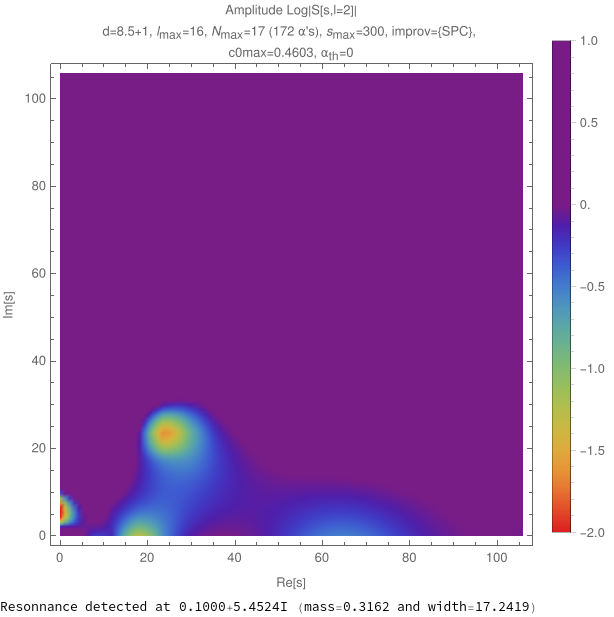 Amplitude Log|S[s,l=2]|
d=8.5+1, lmax=16, Nmax=17 (172 α's), smax=300, improv={SPC},
c0max=0.4603, αth=0
1.0
0.5
0.
-0.5
-1.0
-1.5
-2.0
100
80
60
40
20
0
Im[s]
0 20 40 60 80 100
Re[s]
Resonnance detected at 0.1000+5.4524I (mass=0.3162 and width=17.2419)